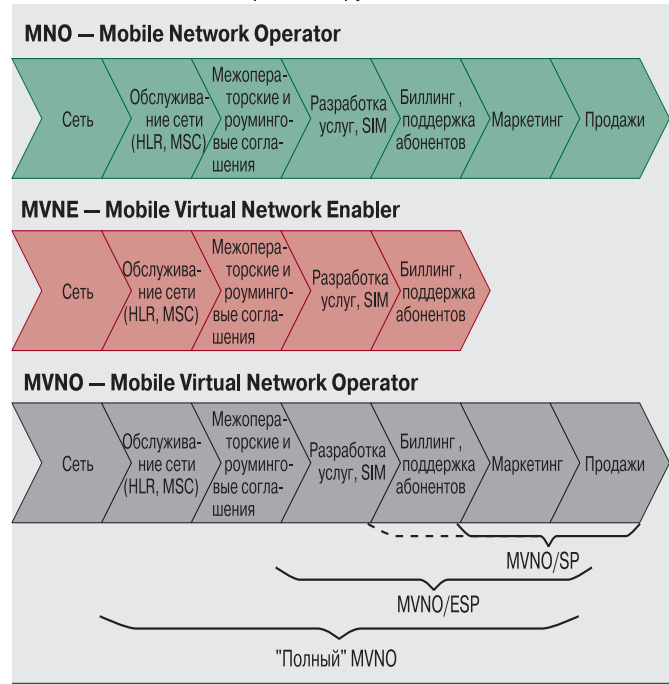 MNO — Mobile Network Operator
Сеть
Обслужива-
ние сети
(HLR, MSC)
Межопера-
торские и
роуминго-
вые согла-
шения
Разработка
услуг, SIM
Биллинг ,
поддержка
абонентов
Маркетинг
Продажи
MVNE — Mobile Virtual Network Enabler
Сеть
Обслужива-
ние сети
(HLR, MSC)
Межопера-
торские и
роуминго-
вые согла-
шения
Разработка
услуг, SIM
Биллинг ,
поддержка
абонентов
MVNO — Mobile Virtual Network Operator
Сеть
Обслужива-
ние сети
(HLR, MSC)
Межопера-
торские и
роуминго-
вые согла-
шения
Разработка
услуг, SIM
Биллинг ,
поддержка
абонентов
Маркетинг
Продажи
MVNO/SP
MVNO/ESP
"Полный" MVNO